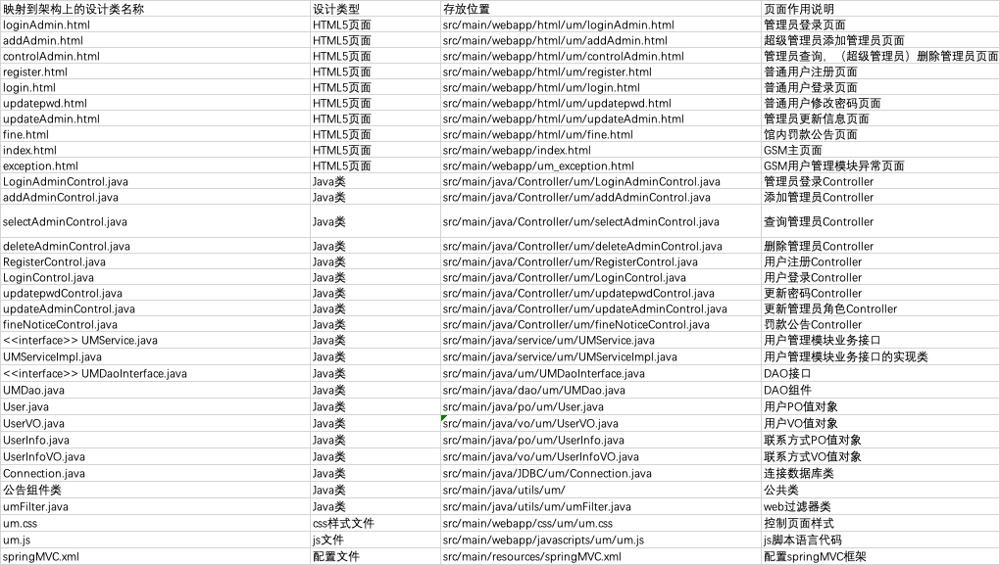 映射到架构上的设计类名称 设计类型 存放位置 页面作用说明
loginAdmin.html HTML5页面 src/main/webapp/html/um/loginAdmin.html 管理员登录页面
addAdmin.html HTML5页面 src/main/webapp/html/um/addAdmin.html 超级管理员添加管理员页面
controlAdmin.html HTML5页面 src/main/webapp/html/um/controlAdmin.html 管理员查询，（超级管理员）删除管理员页面
register.html HTML5页面 src/main/webapp/html/um/register.html 普通用户注册页面
login.html HTML5页面 src/main/webapp/html/um/login.html 普通用户登录页面
updatepwd.html HTML5页面 src/main/webapp/html/um/updatepwd.html 普通用户修改密码页面
updateAdmin.html HTML5页面 src/main/webapp/html/um/updateAdmin.html 管理员更新信息页面
fine.html HTML5页面 src/main/webapp/html/um/fine.html 馆内罚款公告页面
index.html HTML5页面 src/main/webapp/index.html GSM主页面
exception.html HTML5页面 src/main/webapp/um_exception.html GSM用户管理模块异常页面
LoginAdminControl.java Java类 src/main/java/Controller/um/LoginAdminControl.java 管理员登录Controller
addAdminControl.java Java类 src/main/java/Controller/um/addAdminControl.java 添加管理员Controller
selectAdminControl.java Java类 src/main/java/Controller/um/selectAdminControl.java 查询管理员Controller
deleteAdminControl.java Java类 src/main/java/Controller/um/deleteAdminControl.java 删除管理员Controller
RegisterControl.java Java类 src/main/java/Controller/um/RegisterControl.java 用户注册Controller
LoginControl.java Java类 src/main/java/Controller/um/LoginControl.java 用户登录Controller
updatepwdControl.java Java类 src/main/java/Controller/um/updatepwdControl.java 更新密码Controller
updateAdminControl.java Java类 src/main/java/Controller/um/updateAdminControl.java 更新管理员角色Controller
fineNoticeControl.java Java类 src/main/java/Controller/um/fineNoticeControl.java 罚款公告Controller
<<interface>> UMService.java Java类 src/main/java/service/um/UMService.java 用户管理模块业务接口
UMServiceImpl.java Java类 src/main/java/service/um/UMServiceImpl.java 用户管理模块业务接口的实现类
<<interface>> UMDaoInterface.java Java类 src/main/java/um/UMDaoInterface.java DAO接口
UMDao.java Java类 src/main/java/dao/um/UMDao.java DAO组件
User.java Java类 src/main/java/po/um/User.java 用户PO值对象
UserVO.java Java类 src/main/java/vo/um/UserVO.java 用户VO值对象
UserInfo.java Java类 src/main/java/po/um/UserInfo.java 联系方式PO值对象
UserInfoVO.java Java类 src/main/java/vo/um/UserInfoVO.java 联系方式VO值对象
Connection.java Java类 src/main/java/JDBC/um/Connection.java 连接数据库类
公告组件类 Java类 src/main/java/utils/um/ 公共类
umFilter.java Java类 src/main/java/utils/um/umFilter.java web过滤器类
um.css css样式文件 src/main/webapp/css/um/um.css 控制页面样式
um.js js文件 src/main/webapp/javascripts/um/um.js js脚本语言代码
springMVC.xml 配置文件 src/main/resources/springMVC.xml 配置springMVC框架